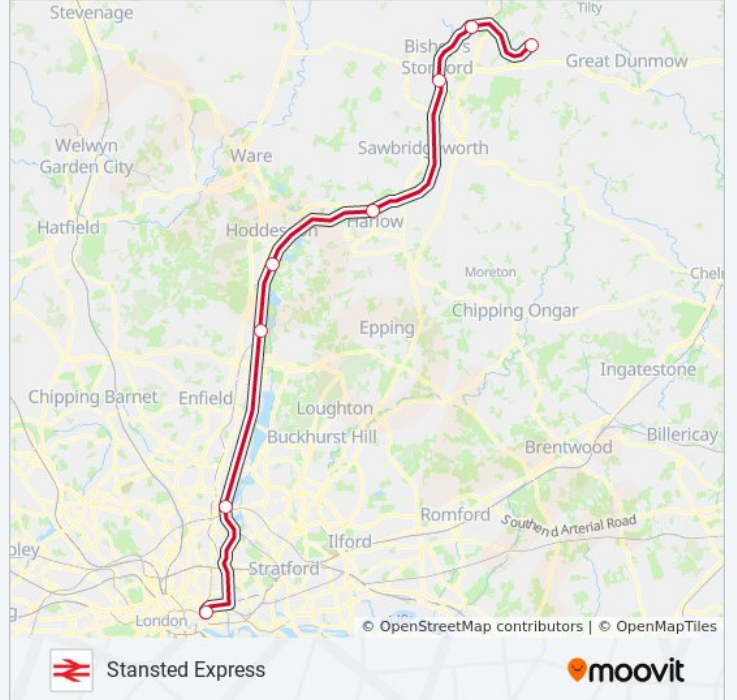 Stevenage
Tilty
Bishop's
Stortford
Great Dunmow
Welwyn
Garden City
Ware
Sawbridgeworth
Hatfield
Hoddesdon
Harlow
Moreton
Chipping Ongar
Epping
Ingatestone
Chipping Barnet
Enfield
Loughton
Buckhurst Hill
Billericay
Brentwood
Romford
Southend Arterial Road
Ilford
Stratford
London
© OpenStreetMap contributors | © OpenMapTiles
Stansted Express
moovit